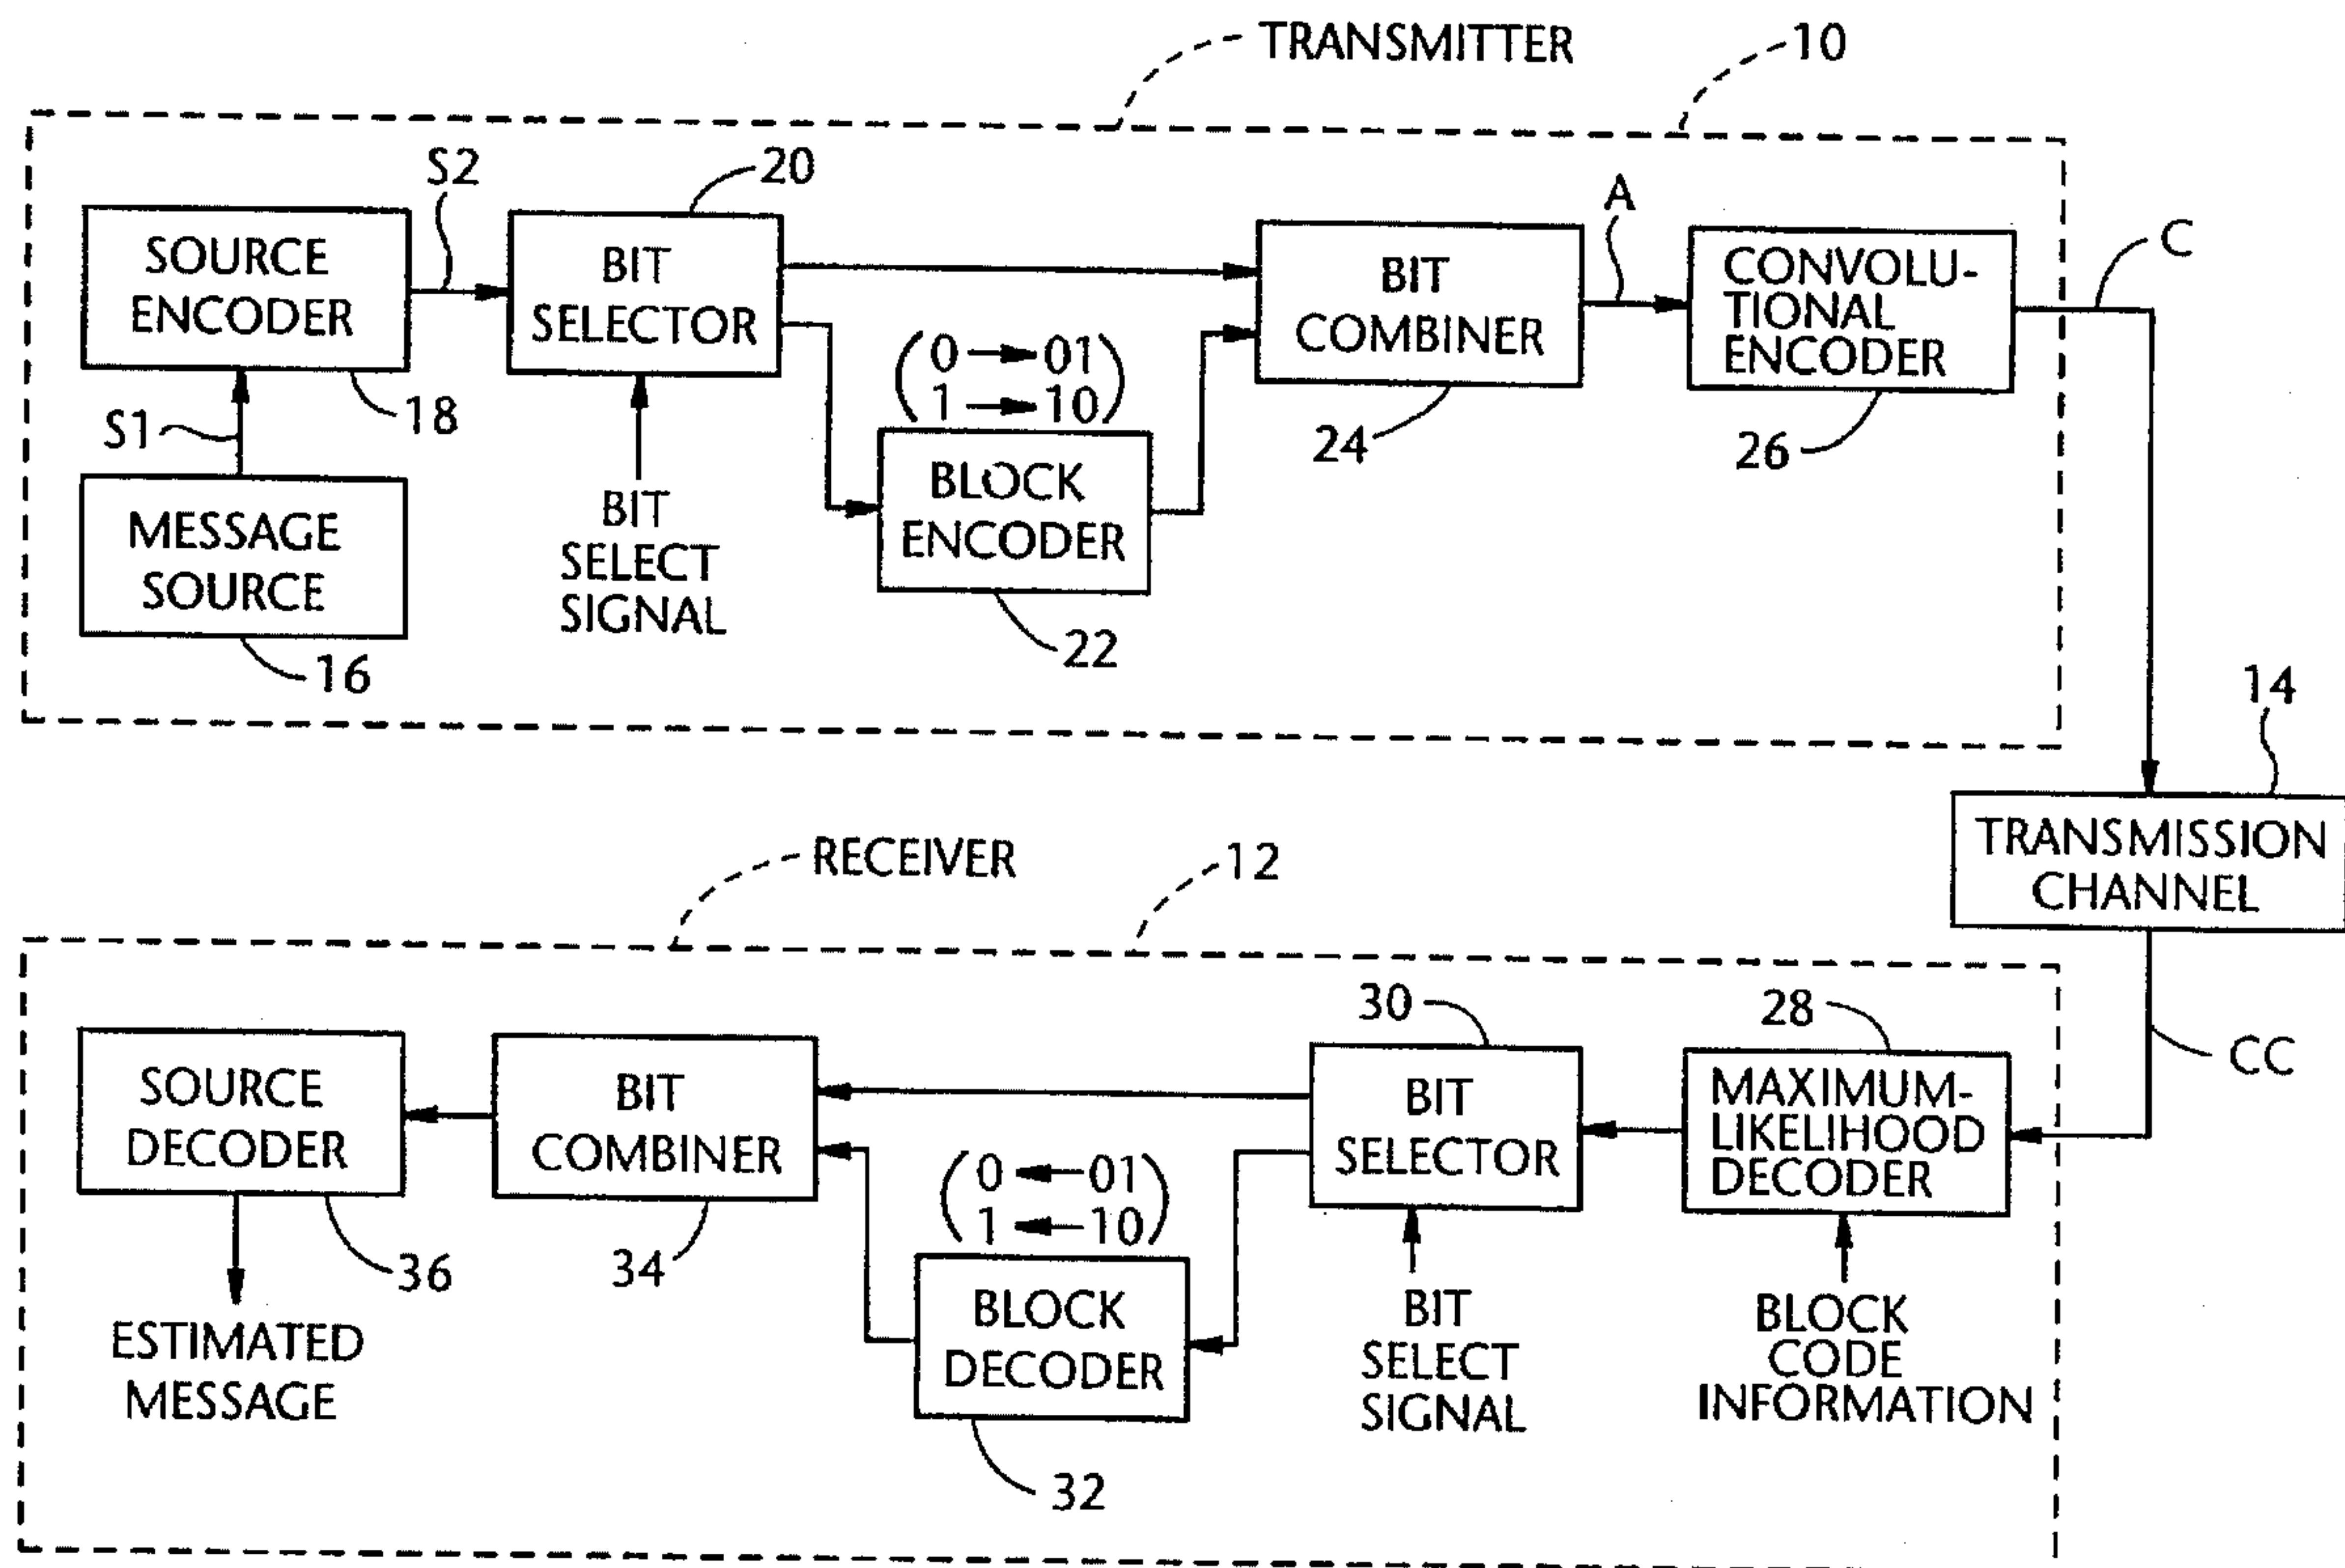 TRANSMITTER
10
S2
20
A
C
SOURCE
ENCODER
BIT
SELECTOR
BIT
COMBINER
CONVOLU-
TIONAL
ENCODER
0 → 01
1 → 10
18
24
26
S1
BLOCK
ENCODER
22
BIT
SELECT
SIGNAL
MESSAGE
SOURCE
16
14
TRANSMISSION
CHANNEL
RECEIVER
12
30
28
CC
SOURCE
DECODER
BIT
COMBINER
BIT
SELECTOR
MAXIMUM-
LIKELIHOOD
DECODER
0 ← 01
1 ← 10
36
34
BLOCK
DECODER
32
BIT
SELECT
SIGNAL
BLOCK
CODE
INFORMATION
ESTIMATED
MESSAGE